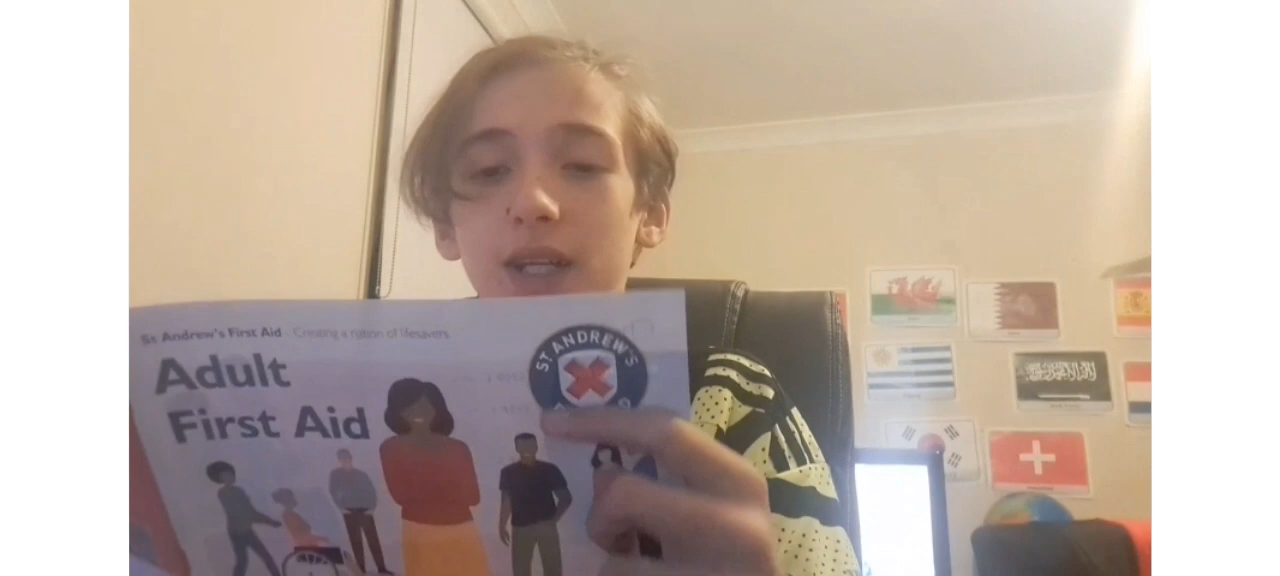 St Andrew's First Aid Creating a nation of lifesavers
Adult
First Aid
ST ANDREW'S